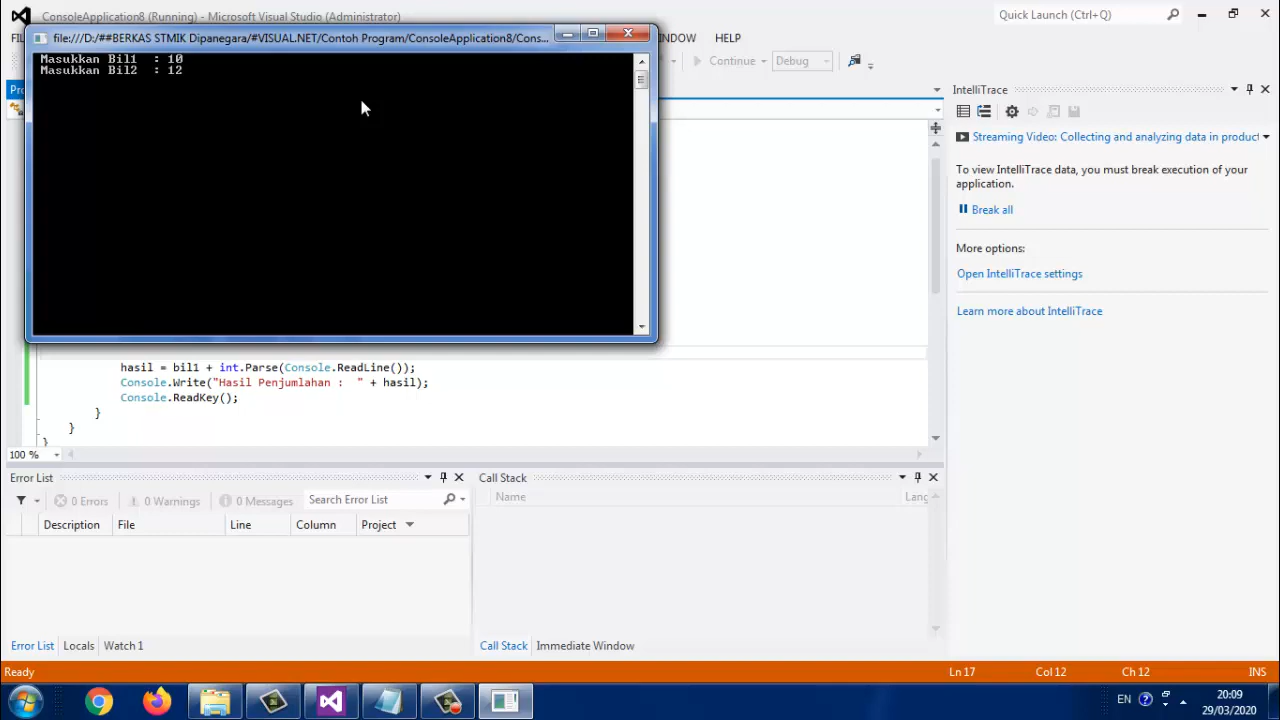 ConsoleApplication8 (Running) - Microsoft Visual Studio (Administrator)
Quick Launch (Ctrl+Q)
file:///D:/##BERKAS STMIK Dipanegara/#VISUAL.NET/Contoh Program/ConsoleApplication8/Cons...
WINDOW HELP
Continue
Debug
Masukkan Bil1 : 10
Masukkan Bil2 : 12
IntelliTrace
Streaming Video: Collecting and analyzing data in product
To view IntelliTrace data, you must break execution of your
application.
Break all
More options:
Open IntelliTrace settings
Learn more about IntelliTrace
hasil = bil1 + int.Parse(Console.ReadLine());
Console.Write("Hasil Penjumlahan :  " + hasil);
Console.ReadKey();
}
}
}
100 %
Error List
0 Errors
0 Warnings
0 Messages
Search Error List
Description File Line Column Project
Call Stack
Name Lang
Error List Locals Watch 1
Call Stack Immediate Window
Ready
Ln 17 Col 12 Ch 12 INS
EN
20:09
29/03/2020